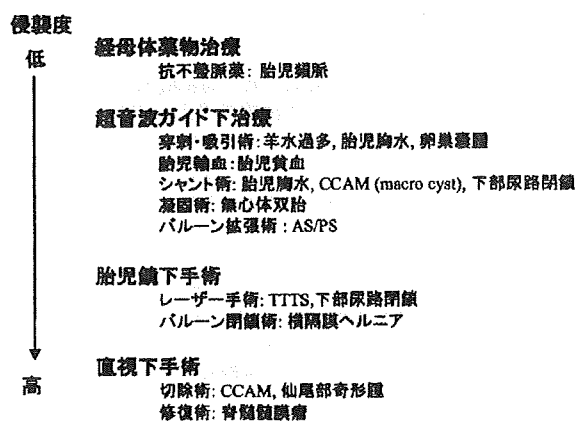 侵襲度
低
経母体薬物治療
抗不整脈薬: 胎児頻脈
超音波ガイド下治療
穿刺・吸引術: 羊水過多, 胎児胸水, 卵巣嚢腫
胎児輸血: 胎児貧血
シャント術: 胎児胸水, CCAM (macro cyst), 下部尿路閉鎖
凝固術: 無心体双胎
バルーン拡張術 : AS/PS
胎児鏡下手術
レーザー手術: TTTS, 下部尿路閉鎖
バルーン閉鎖術: 横隔膜ヘルニア
直視下手術
高
切除術: CCAM, 仙尾部奇形腫
修復術: 脊髄髄膜瘤